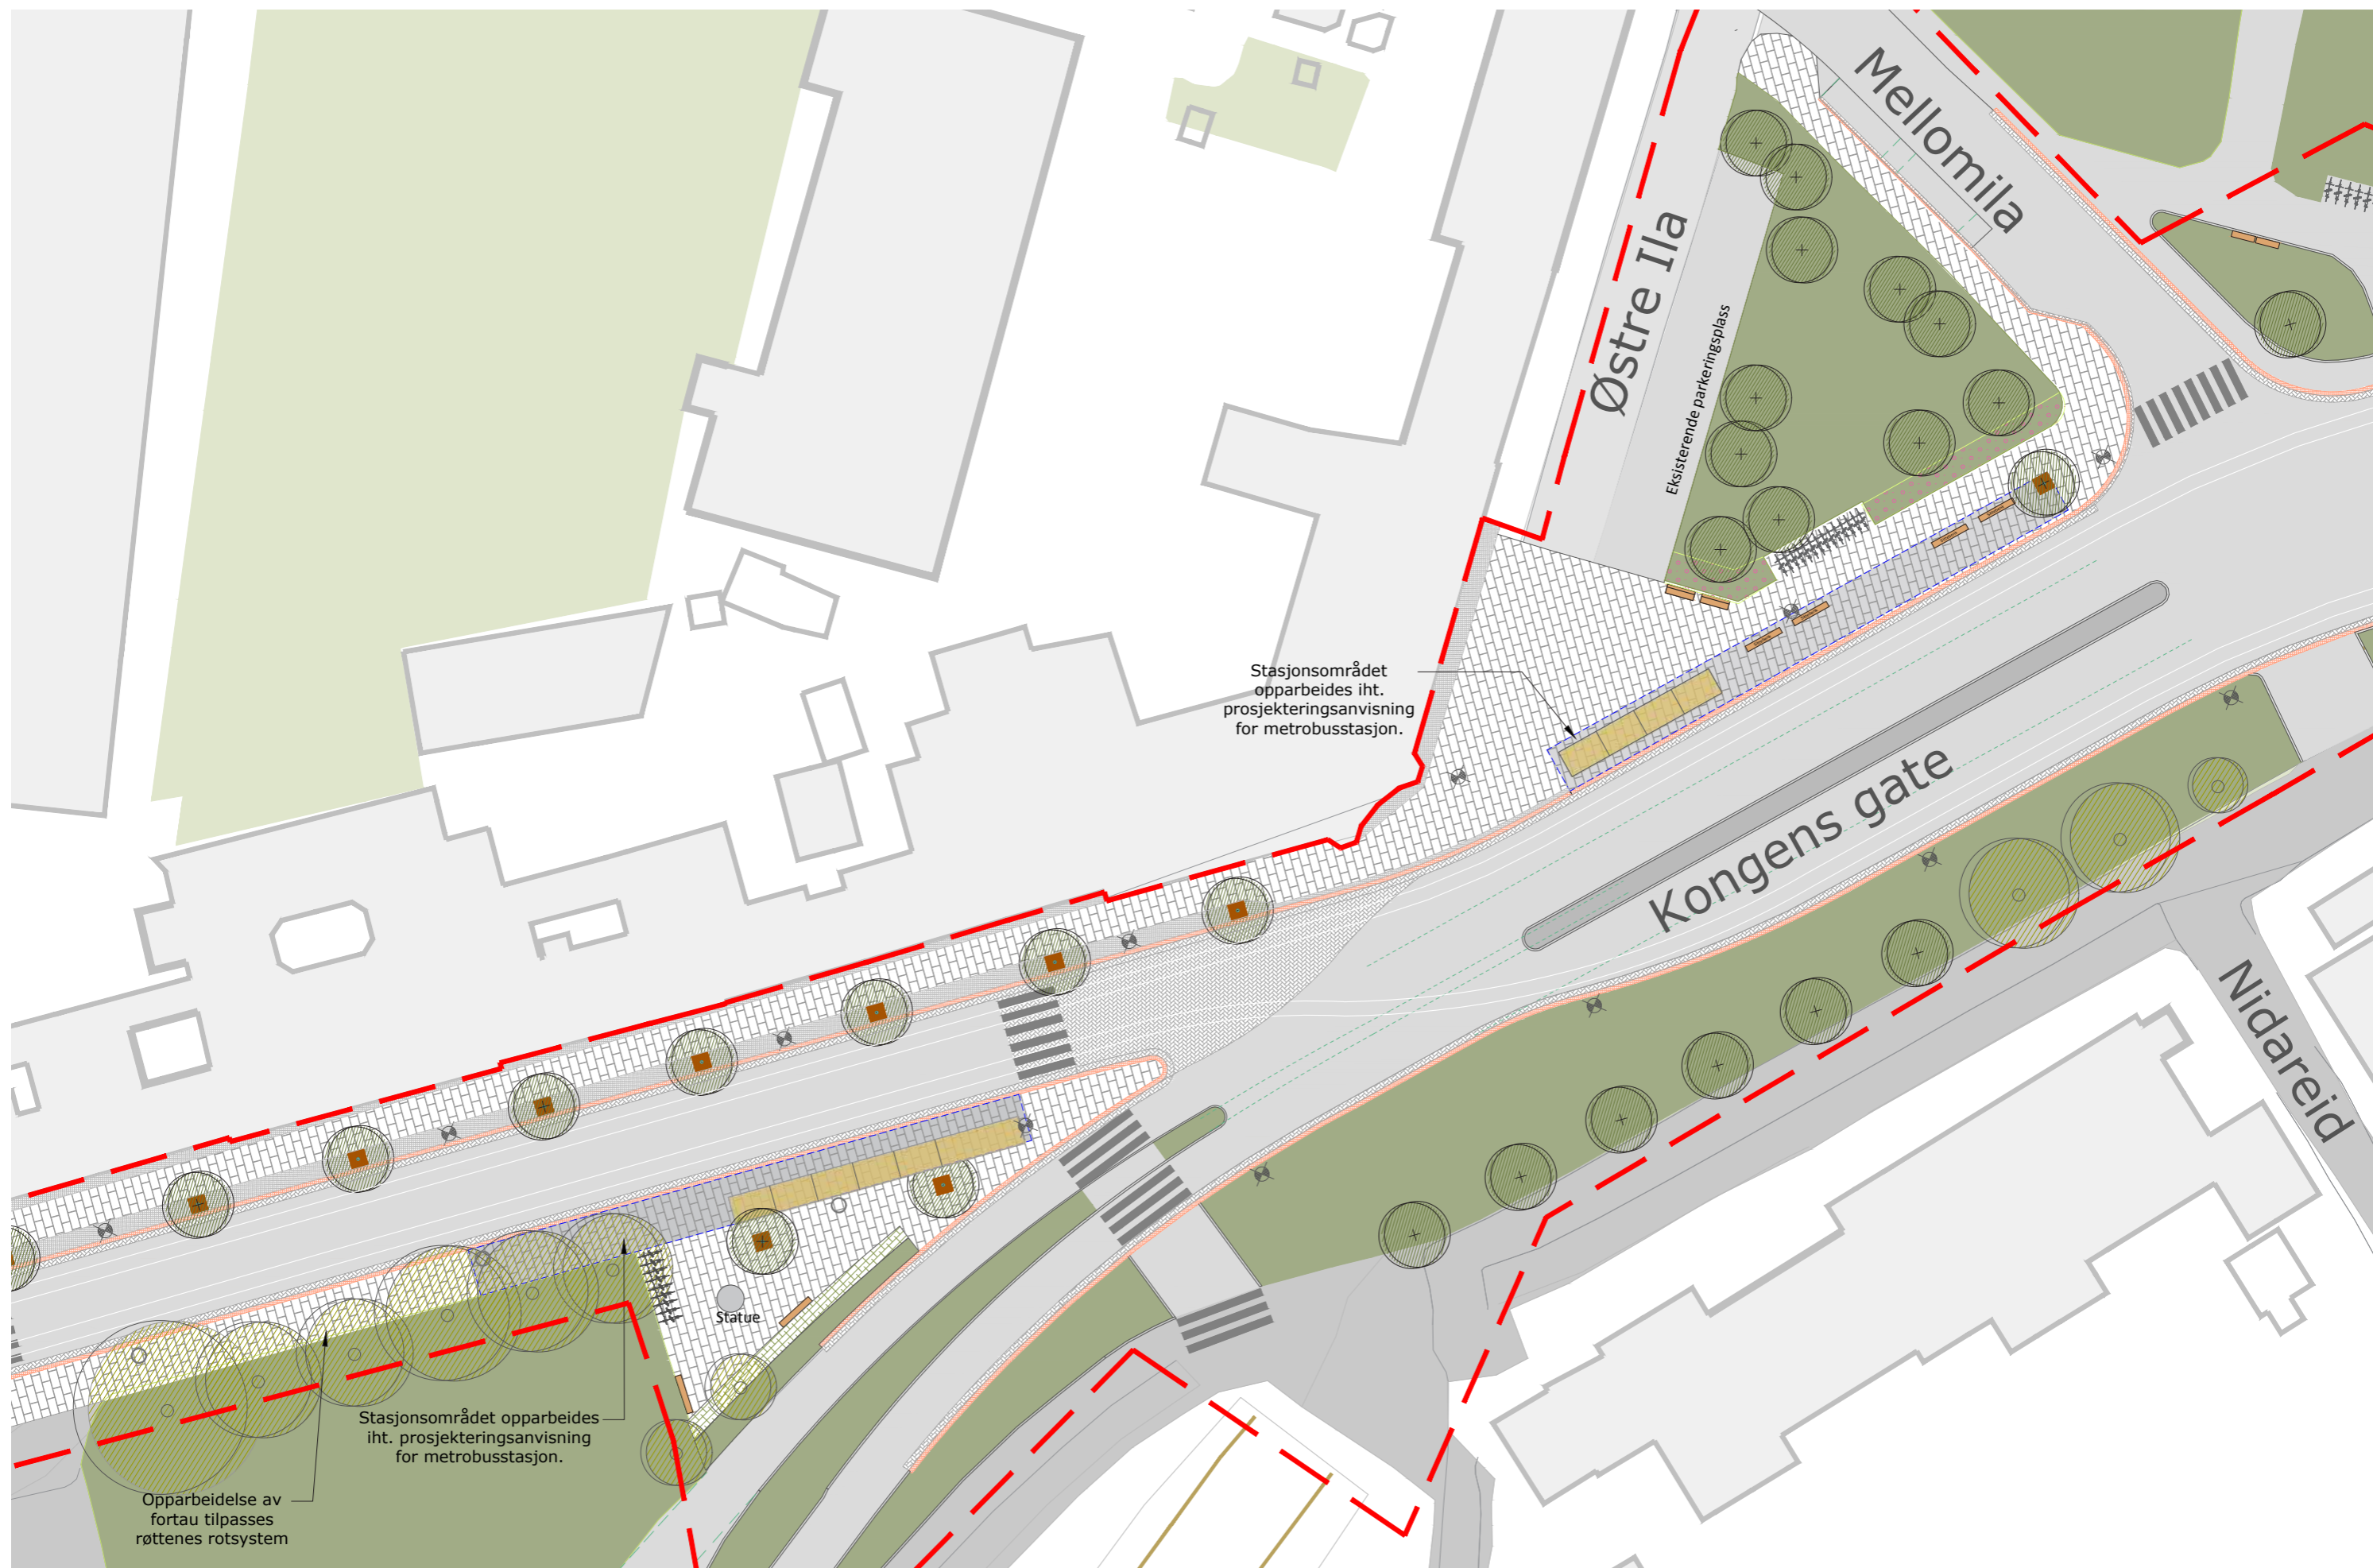 Mellomila
Østre Ila
Eksisterende parkeringsplass
Stasjonsområdet
opparbeides iht.
prosjekteringsanvisning
for metrobusstasjon.
Kongens gate
Nidareid
Statue
Stasjonsområdet opparbeides
iht. prosjekteringsanvisning
for metrobusstasjon.
Opparbeidelse av
fortau tilpasses
røttenes rotsystem